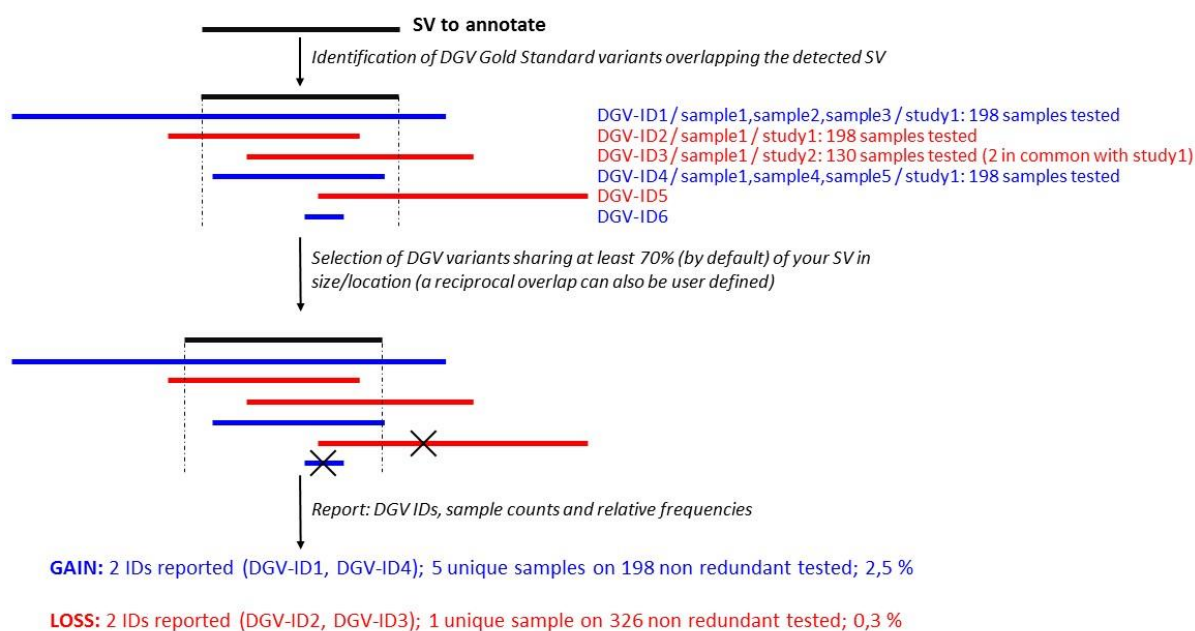 SV to annotate
Identification of DGV Gold Standard variants overlapping the detected SV
DGV-ID1/ sample1,sample2,sample3 / study1: 198 samples tested
DGV-ID2/ sample1 / study1: 198 samples tested
DGV-ID3/ sample1 / study2: 130 samples tested (2 in common with study1)
DGV-ID4/ sample1,sample4,sample5 / study1: 198 samples tested
DGV-ID5
DGV-ID6
Selection of DGV variants sharing at least 70% (by default) of your SV in
size/location (a reciprocal overlap can also be user defined)
Report: DGV IDs, sample counts and relative frequencies
GAIN: 2 IDs reported (DGV-ID1, DGV-ID4); 5 unique samples on 198 non redundant tested; 2,5 %
LOSS: 2 IDs reported (DGV-ID2, DGV-ID3); 1 unique sample on 326 non redundant tested; 0,3 %